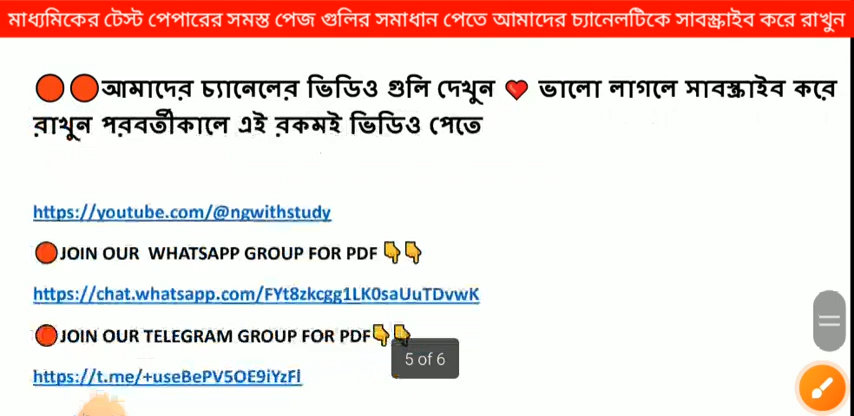 মাধ্যমিকের টেস্ট পেপারের সমস্ত পেজ গুলির সমাধান পেতে আমাদের চ্যানেলটিকে সাবস্ক্রাইব করে রাখুন
🔴🔴আমাদের চ্যানেলের ভিডিও গুলি দেখুন ❤️ ভালো লাগলে সাবস্ক্রাইব করে
রাখুন পরবর্তীকালে এই রকমই ভিডিও পেতে
https://youtube.com/@ngwithstudy
🔴JOIN OUR WHATSAPP GROUP FOR PDF 👇👇
https://chat.whatsapp.com/FYt8zkcgg1LK0saUuTDvwK
🔴JOIN OUR TELEGRAM GROUP FOR PDF👇👇
5 of 6
https://t.me/+useBePV5OE9iYzFl